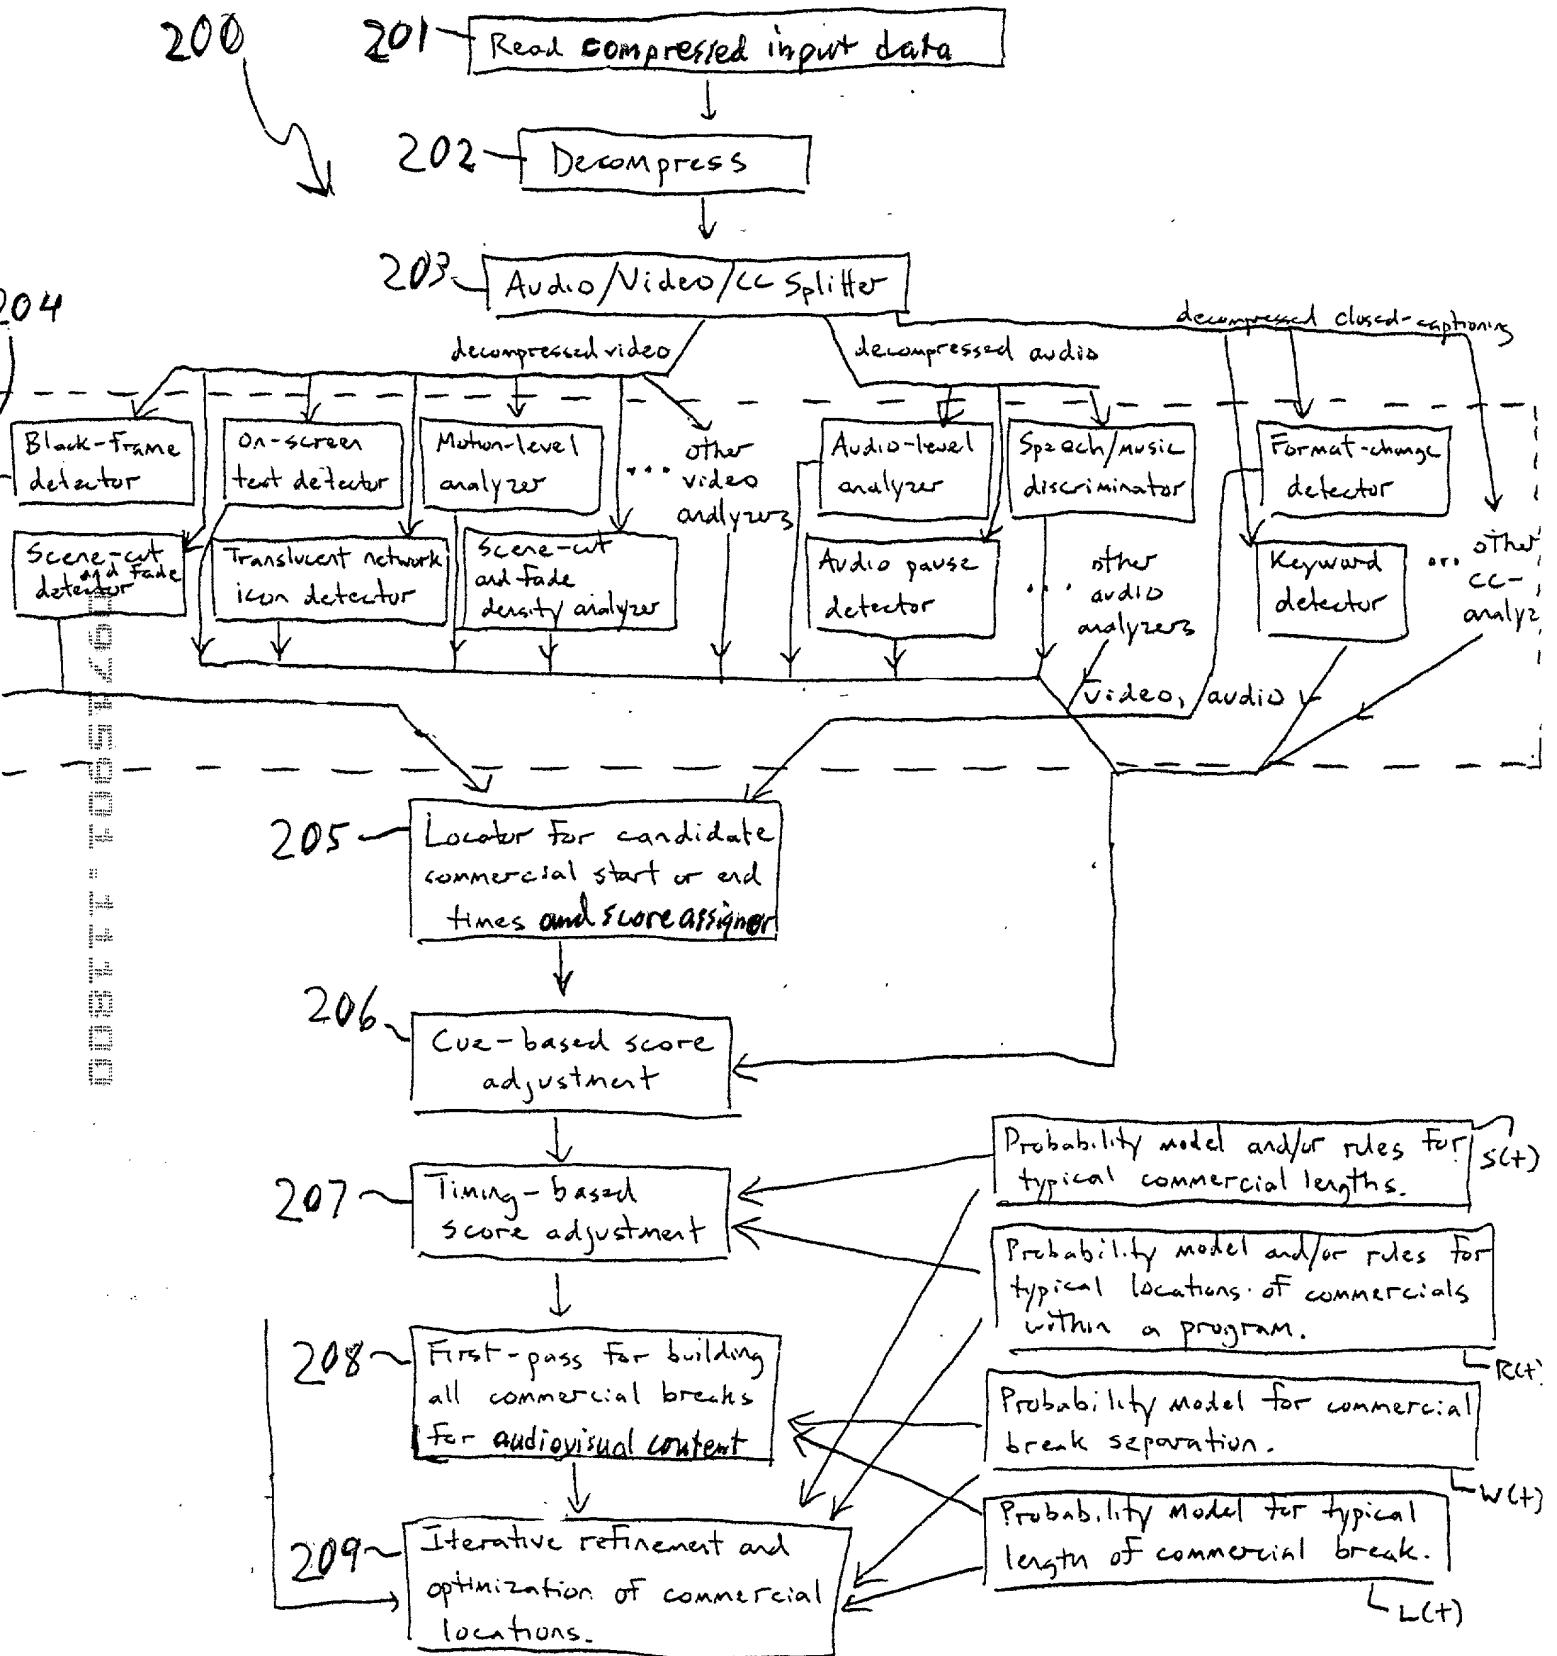 200
201
Read compressed input data
202
Decompress
203
Audio/Video/CC Splitter
204
decompressed video
decompressed audio
decompressed closed-captioning
Black-frame
detector
On-screen
text detector
Motion-level
analyzer
... other
video
analyzers
Audio-level
analyzer
Speech/music
discriminator
Format-change
detector
Scene-cut
and fade
detector
Translucent network
icon detector
Scene-cut
and fade
density analyzer
Audio pause
detector
... other
audio
analyzers
Keyword
detector
... other
CC-
analyz
video, audio
205
Locator for candidate
commercial start or end
times and score assigner
206
Cue-based score
adjustment
207
Timing-based
score adjustment
Probability model and/or rules for
typical commercial lengths.
S(t)
Probability model and/or rules for
typical locations of commercials
within a program.
R(t)
208
First-pass for building
all commercial breaks
for audiovisual content
Probability model for commercial
break separation.
W(t)
209
Iterative refinement and
optimization of commercial
locations.
Probability model for typical
length of commercial break.
L(t)